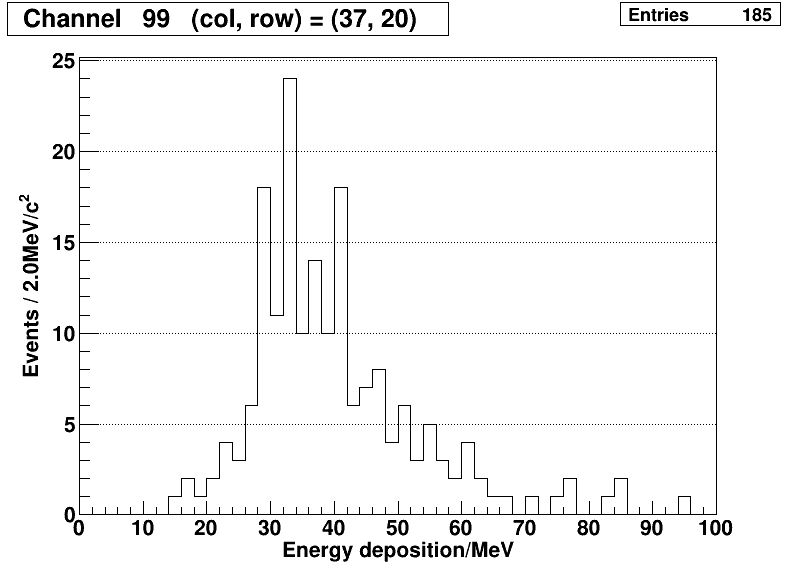 Channel 99 (col, row) = (37, 20)
Entries 185
Events / 2.0MeV/c²
25
20
15
10
5
0
0 10 20 30 40 50 60 70 80 90 100
Energy deposition/MeV